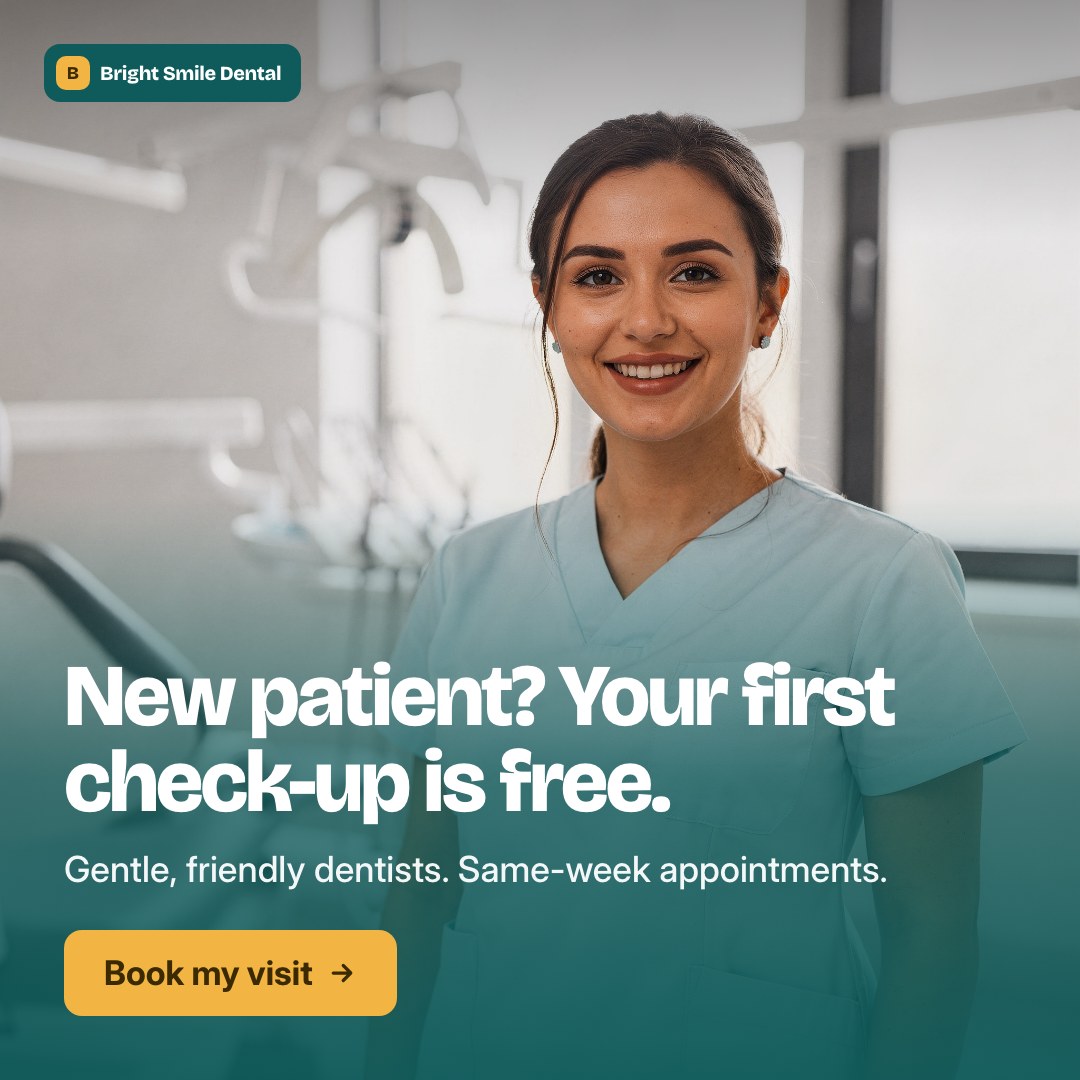 B
Bright Smile Dental
New patient? Your first
check-up is free.
Gentle, friendly dentists. Same-week appointments.
Book my visit →